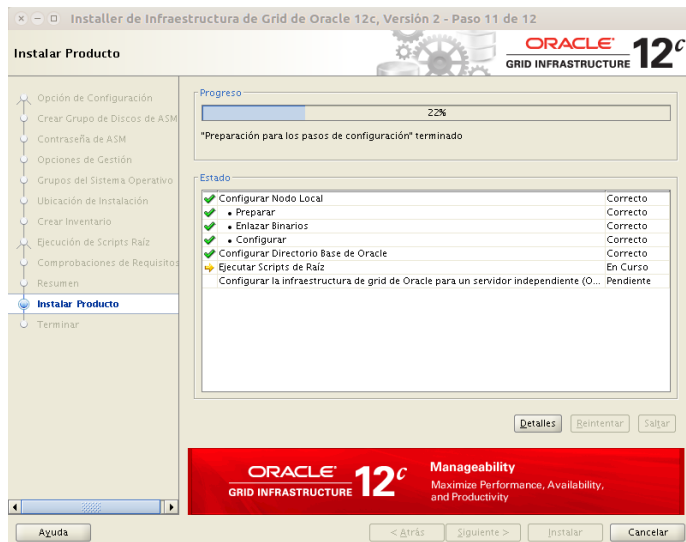 Installer de Infraestructura de Grid de Oracle 12c, Versión 2 - Paso 11 de 12
Instalar Producto
ORACLE
GRID INFRASTRUCTURE
12c
Opción de Configuración
Crear Grupo de Discos de ASM
Contraseña de ASM
Opciones de Gestión
Grupos del Sistema Operativo
Ubicación de Instalación
Crear Inventario
Ejecución de Scripts Raíz
Comprobaciones de Requisitos
Resumen
Instalar Producto
Terminar
Progreso
22%
"Preparación para los pasos de configuración" terminado
Estado
Configurar Nodo Local Correcto
• Preparar Correcto
• Enlazar Binarios Correcto
• Configurar Correcto
Configurar Directorio Base de Oracle Correcto
Ejecutar Scripts de Raíz En Curso
Configurar la infraestructura de grid de Oracle para un servidor independiente (O... Pendiente
Detalles Reintentar Saltar
ORACLE
GRID INFRASTRUCTURE
12c
Manageability
Maximize Performance, Availability,
and Productivity
Ayuda < Atrás Siguiente > Instalar Cancelar